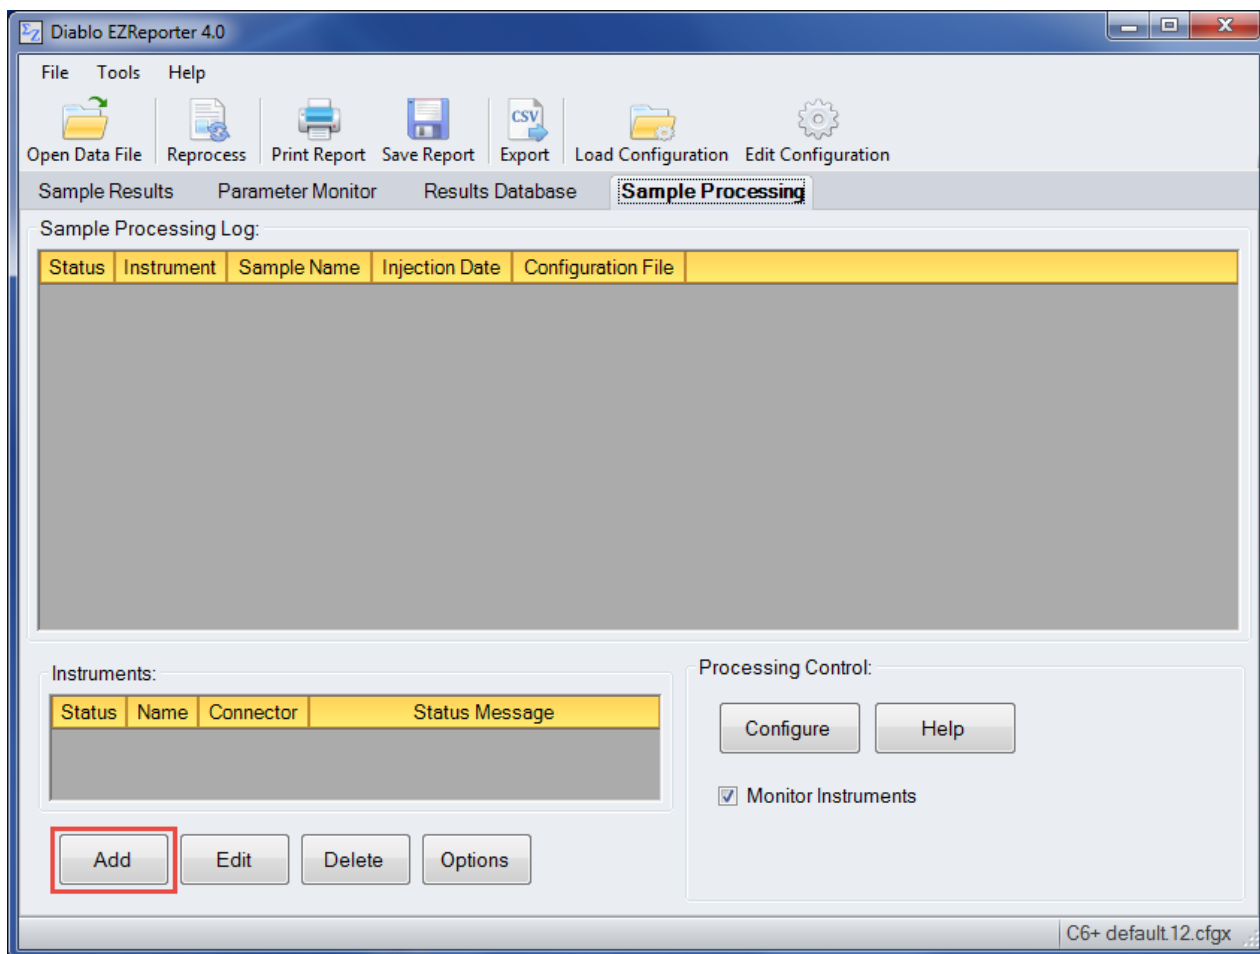 Diablo EZReporter 4.0
File Tools Help
CSV
Open Data File Reprocess Print Report Save Report Export Load Configuration Edit Configuration
Sample Results Parameter Monitor Results Database Sample Processing
Sample Processing Log:
Status Instrument Sample Name Injection Date Configuration File
Instruments:
Status Name Connector Status Message
Add Edit Delete Options
Processing Control:
Configure Help
Monitor Instruments
C6+ default.12.cfgx